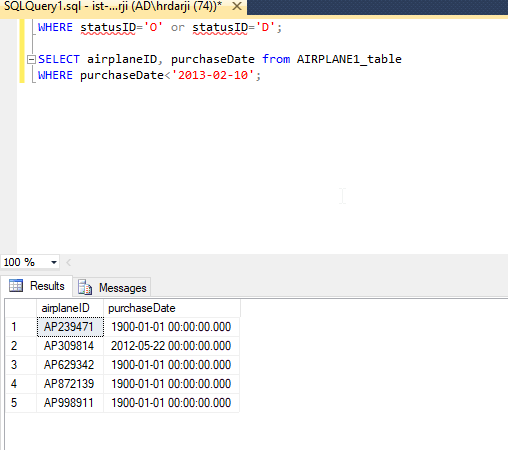 SQLQuery1.sql - ist-...rji (AD\hrdarji (74))*
WHERE statusID='O' or statusID='D';
SELECT airplaneID, purchaseDate from AIRPLANE1_table
WHERE purchaseDate<'2013-02-10';
100 %
Results Messages
airplaneID purchaseDate
1 AP239471 1900-01-01 00:00:00.000
2 AP309814 2012-05-22 00:00:00.000
3 AP629342 1900-01-01 00:00:00.000
4 AP872139 1900-01-01 00:00:00.000
5 AP998911 1900-01-01 00:00:00.000